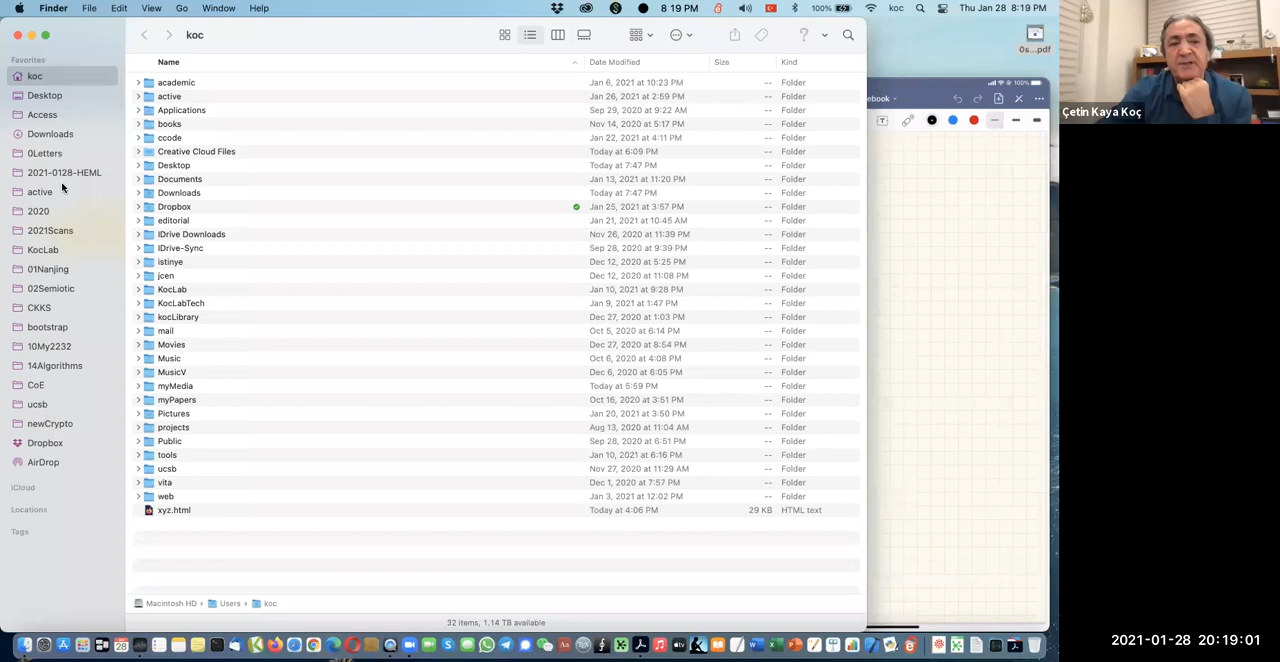 Finder File Edit View Go Window Help 8 19 PM 100% koc Thu Jan 28 8:19 PM
koc
0s...pdf
Favorites
koc
Desktop
Access
Downloads
0Letters
2021-0128-HEML
active
2020
2021Scans
KocLab
01Nanjing
02Semiotic
CKKS
bootstrap
10My2232
14Algorithms
CoE
ucsb
newCrypto
Dropbox
AirDrop
iCloud
Locations
Tags
Name Date Modified Size Kind
academic Jan 6, 2021 at 10:23 PM -- Folder
active Jan 26, 2021 at 2:59 PM -- Folder
Applications Sep 29, 2020 at 9:22 AM -- Folder
books Nov 14, 2020 at 5:17 PM -- Folder
ccode Jan 22, 2021 at 4:11 PM -- Folder
Creative Cloud Files Today at 6:09 PM -- Folder
Desktop Today at 7:47 PM -- Folder
Documents Jan 13, 2021 at 11:20 PM -- Folder
Downloads Today at 7:47 PM -- Folder
Dropbox Jan 25, 2021 at 3:57 PM -- Folder
editorial Jan 21, 2021 at 10:45 AM -- Folder
IDrive Downloads Nov 26, 2020 at 11:39 PM -- Folder
IDrive-Sync Sep 28, 2020 at 9:39 PM -- Folder
istinye Dec 12, 2020 at 5:25 PM -- Folder
jcen Dec 12, 2020 at 11:08 PM -- Folder
KocLab Jan 10, 2021 at 9:28 PM -- Folder
KocLabTech Jan 9, 2021 at 1:47 PM -- Folder
kocLibrary Dec 27, 2020 at 1:03 PM -- Folder
mail Oct 5, 2020 at 6:14 PM -- Folder
Movies Dec 27, 2020 at 8:54 PM -- Folder
Music Oct 6, 2020 at 4:08 PM -- Folder
MusicV Dec 6, 2020 at 6:05 PM -- Folder
myMedia Today at 5:59 PM -- Folder
myPapers Oct 16, 2020 at 3:51 PM -- Folder
Pictures Jan 20, 2021 at 3:50 PM -- Folder
projects Aug 13, 2020 at 11:04 AM -- Folder
Public Sep 28, 2020 at 6:51 PM -- Folder
tools Jan 10, 2021 at 6:16 PM -- Folder
ucsb Nov 27, 2020 at 11:29 AM -- Folder
vita Dec 1, 2020 at 7:57 PM -- Folder
web Jan 3, 2021 at 12:02 PM -- Folder
xyz.html Today at 4:06 PM 29 KB HTML text
Macintosh HD › Users › koc
32 items, 1.14 TB available
100%
ebook
Çetin Kaya Koç
2021-01-28 20:19:01